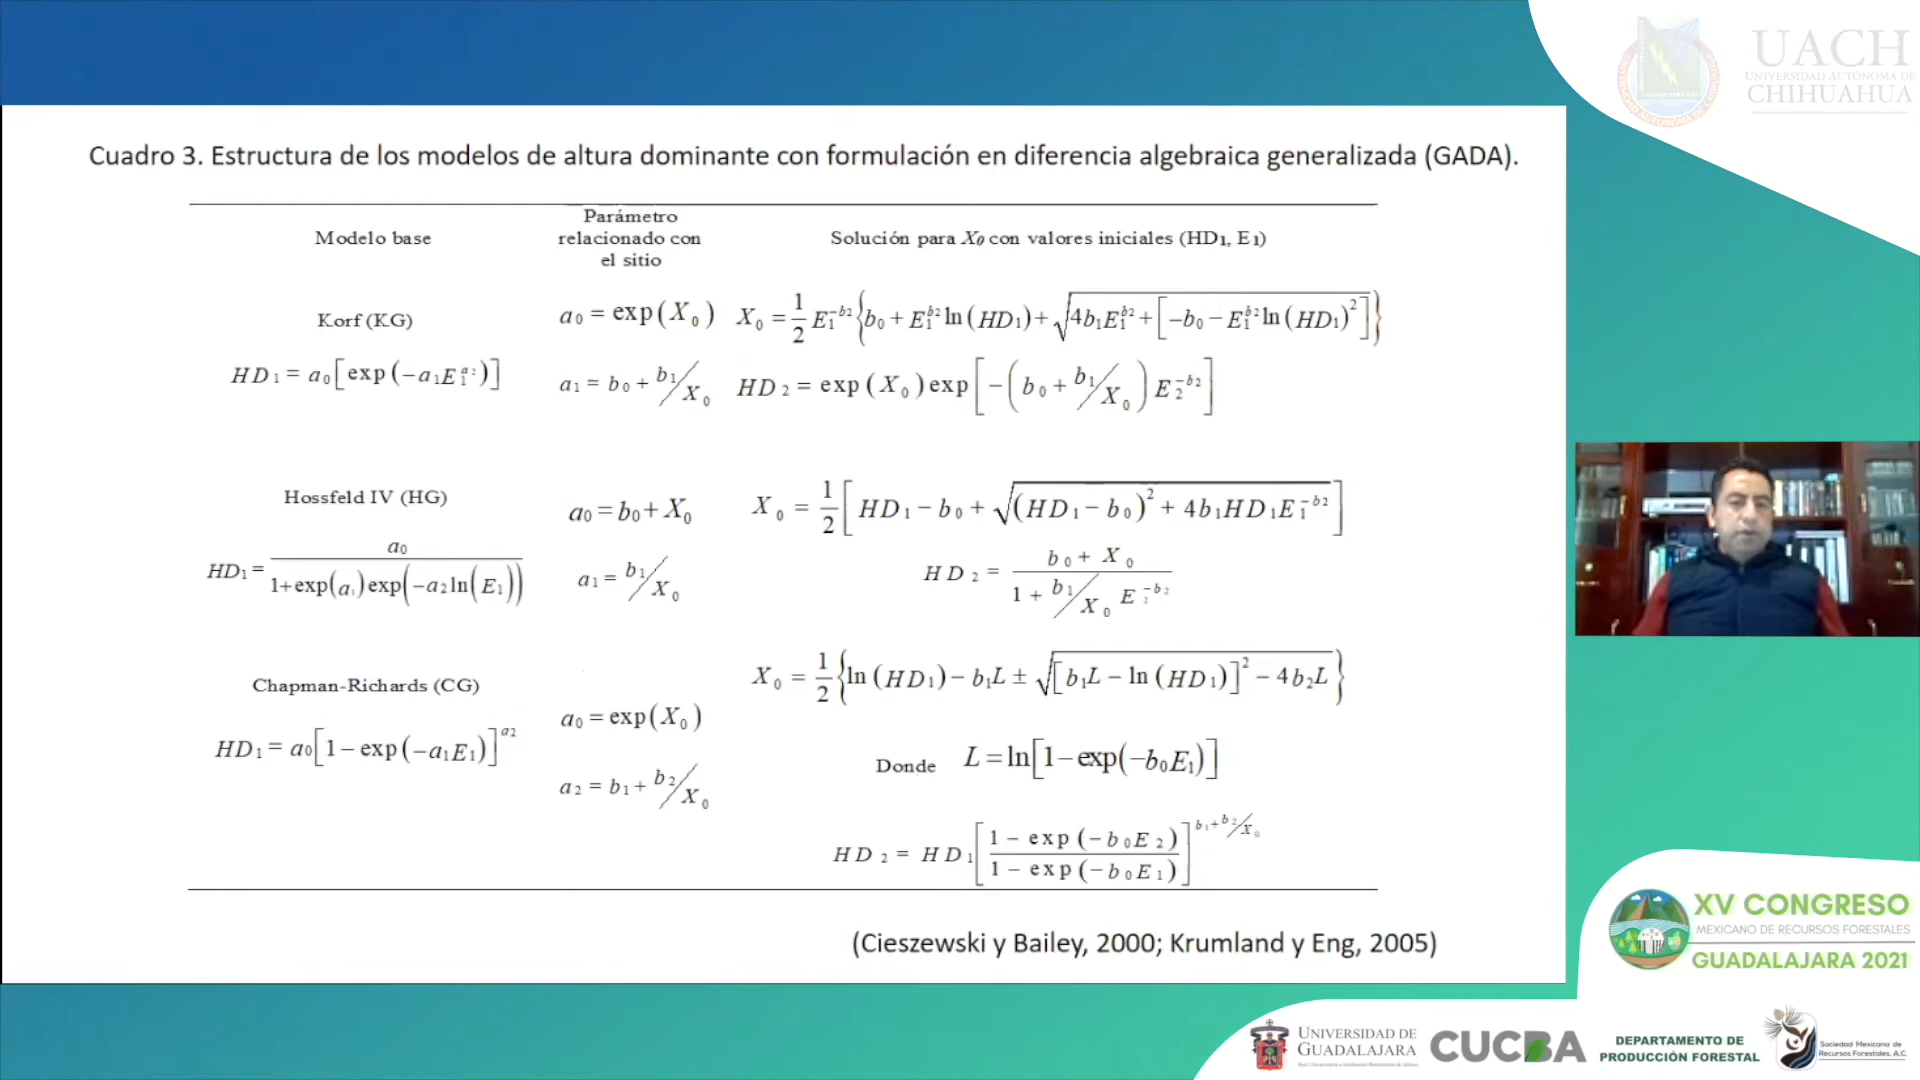 UACH
UNIVERSIDAD AUTÓNOMA DE
CHIHUAHUA
Cuadro 3. Estructura de los modelos de altura dominante con formulación en diferencia algebraica generalizada (GADA).
Modelo base
Parámetro
relacionado con
el sitio
Solución para X₀ con valores iniciales (HD₁, E₁)
Korf (KG)
a₀ = exp(X₀)
X₀ = 1/2 E₁^-b₂ {b₀ + E₁^b₂ ln(HD₁) + √(4b₁E₁^b₂ + [-b₀ - E₁^b₂ ln(HD₁)²])}
HD₁ = a₀[exp(-a₁E₁^a₂)]
a₁ = b₀ + b₁/X₀
HD₂ = exp(X₀)exp[-(b₀ + b₁/X₀)E₂^-b₂]
Hossfeld IV (HG)
a₀ = b₀ + X₀
X₀ = 1/2 [HD₁ - b₀ + √((HD₁ - b₀)² + 4b₁HD₁E₁^-b₂)]
HD₁ = a₀ / (1+exp(a₁)exp(-a₂ln(E₁)))
a₁ = b₁/X₀
HD₂ = (b₀ + X₀) / (1 + b₁/X₀ E₂^-b₂)
Chapman-Richards (CG)
X₀ = 1/2 {ln(HD₁) - b₁L ± √([b₁L - ln(HD₁)]² - 4b₂L)}
HD₁ = a₀[1 - exp(-a₁E₁)]^a₂
a₀ = exp(X₀)
a₂ = b₁ + b₂/X₀
Donde L = ln[1 - exp(-b₀E₁)]
HD₂ = HD₁[(1 - exp(-b₀E₂)) / (1 - exp(-b₀E₁))]^(b₁+b₂/X₀)
(Cieszewski y Bailey, 2000; Krumland y Eng, 2005)
XV CONGRESO
MEXICANO DE RECURSOS FORESTALES
GUADALAJARA 2021
UNIVERSIDAD DE
GUADALAJARA
CUCBA
DEPARTAMENTO DE
PRODUCCIÓN FORESTAL
Sociedad Mexicana de
Recursos Forestales, A.C.